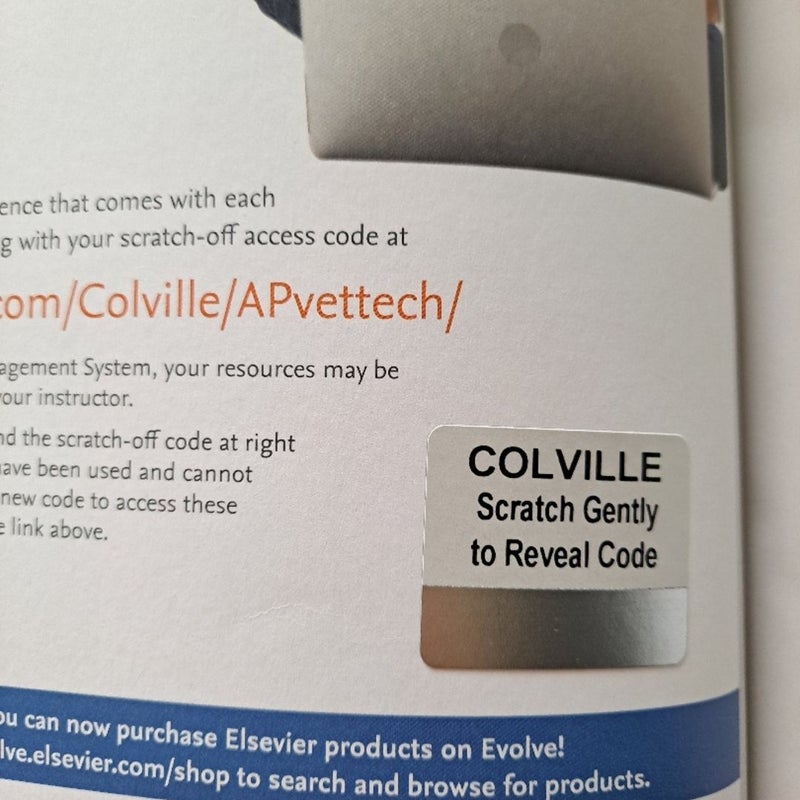 ence that comes with each
g with your scratch-off access code at
com/Colville/APvettech/
agement System, your resources may be
our instructor.
nd the scratch-off code at right
have been used and cannot
new code to access these
e link above.
COLVILLE
Scratch Gently
to Reveal Code
ou can now purchase Elsevier products on Evolve!
lve.elsevier.com/shop to search and browse for products.